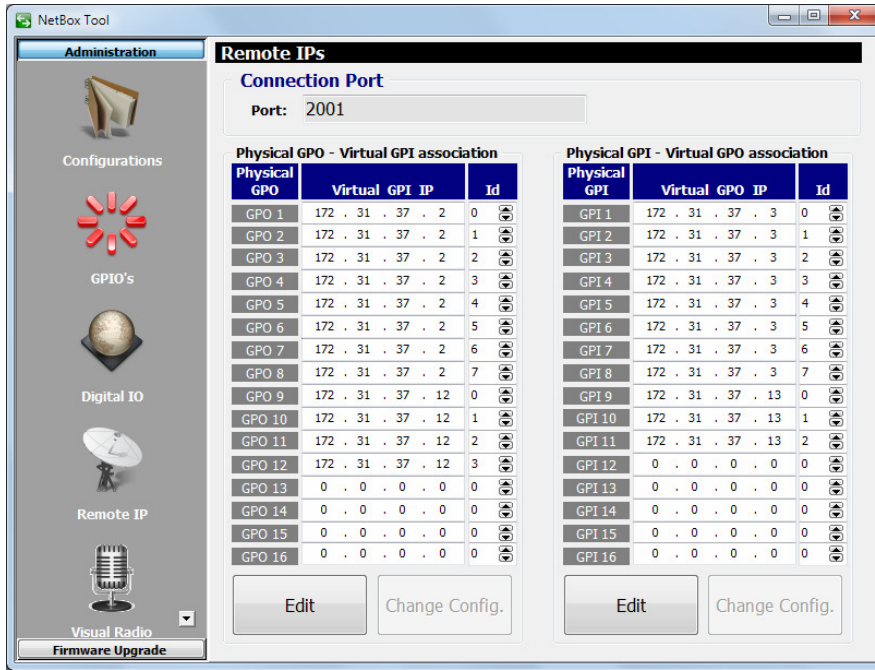 NetBox Tool
Administration
Configurations
GPIO's
Digital IO
Remote IP
Visual Radio
Firmware Upgrade
Remote IPs
Connection Port
Port: 2001
Physical GPO - Virtual GPI association
Physical GPO Virtual GPI IP Id
GPO 1 172 . 31 . 37 . 2 0
GPO 2 172 . 31 . 37 . 2 1
GPO 3 172 . 31 . 37 . 2 2
GPO 4 172 . 31 . 37 . 2 3
GPO 5 172 . 31 . 37 . 2 4
GPO 6 172 . 31 . 37 . 2 5
GPO 7 172 . 31 . 37 . 2 6
GPO 8 172 . 31 . 37 . 2 7
GPO 9 172 . 31 . 37 . 12 0
GPO 10 172 . 31 . 37 . 12 1
GPO 11 172 . 31 . 37 . 12 2
GPO 12 172 . 31 . 37 . 12 3
GPO 13 0 . 0 . 0 . 0 0
GPO 14 0 . 0 . 0 . 0 0
GPO 15 0 . 0 . 0 . 0 0
GPO 16 0 . 0 . 0 . 0 0
Edit Change Config.
Physical GPI - Virtual GPO association
Physical GPI Virtual GPO IP Id
GPI 1 172 . 31 . 37 . 3 0
GPI 2 172 . 31 . 37 . 3 1
GPI 3 172 . 31 . 37 . 3 2
GPI 4 172 . 31 . 37 . 3 3
GPI 5 172 . 31 . 37 . 3 4
GPI 6 172 . 31 . 37 . 3 5
GPI 7 172 . 31 . 37 . 3 6
GPI 8 172 . 31 . 37 . 3 7
GPI 9 172 . 31 . 37 . 13 0
GPI 10 172 . 31 . 37 . 13 1
GPI 11 172 . 31 . 37 . 13 2
GPI 12 0 . 0 . 0 . 0 0
GPI 13 0 . 0 . 0 . 0 0
GPI 14 0 . 0 . 0 . 0 0
GPI 15 0 . 0 . 0 . 0 0
GPI 16 0 . 0 . 0 . 0 0
Edit Change Config.